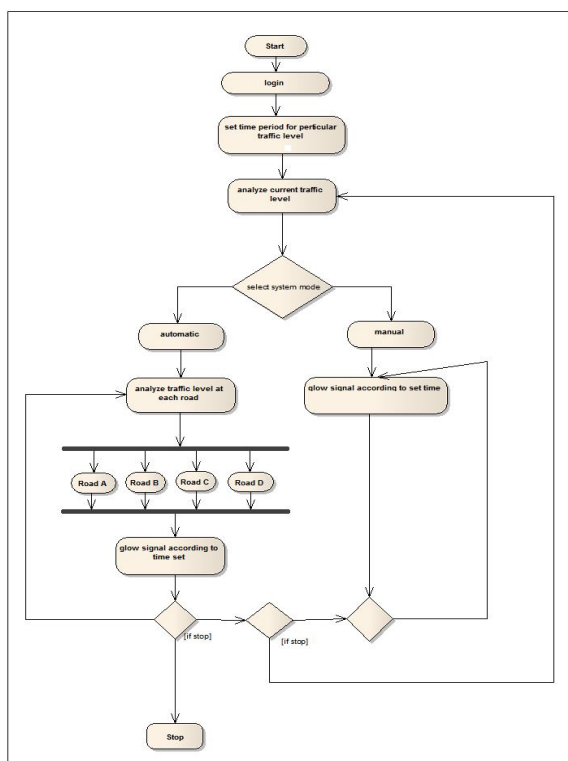 Start
login
set time period for perticular
traffic level
analyze current traffic
level
select system mode
automatic
manual
analyze traffic level at
each road
glow signal according to set time
Road A
Road B
Road C
Road D
glow signal according to
time set
[if stop]
[if stop]
Stop